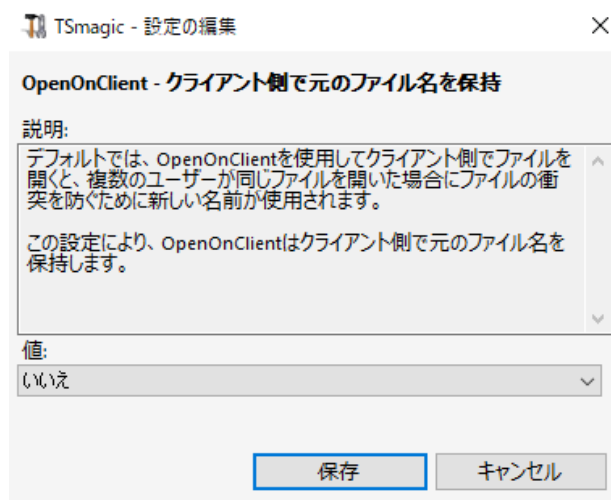 TSmagic - 設定の編集
OpenOnClient - クライアント側で元のファイル名を保持
説明:
デフォルトでは、OpenOnClientを使用してクライアント側でファイルを
開くと、複数のユーザーが同じファイルを開いた場合にファイルの衝
突を防ぐために新しい名前が使用されます。
この設定により、OpenOnClientはクライアント側で元のファイル名を
保持します。
値:
いいえ
保存
キャンセル